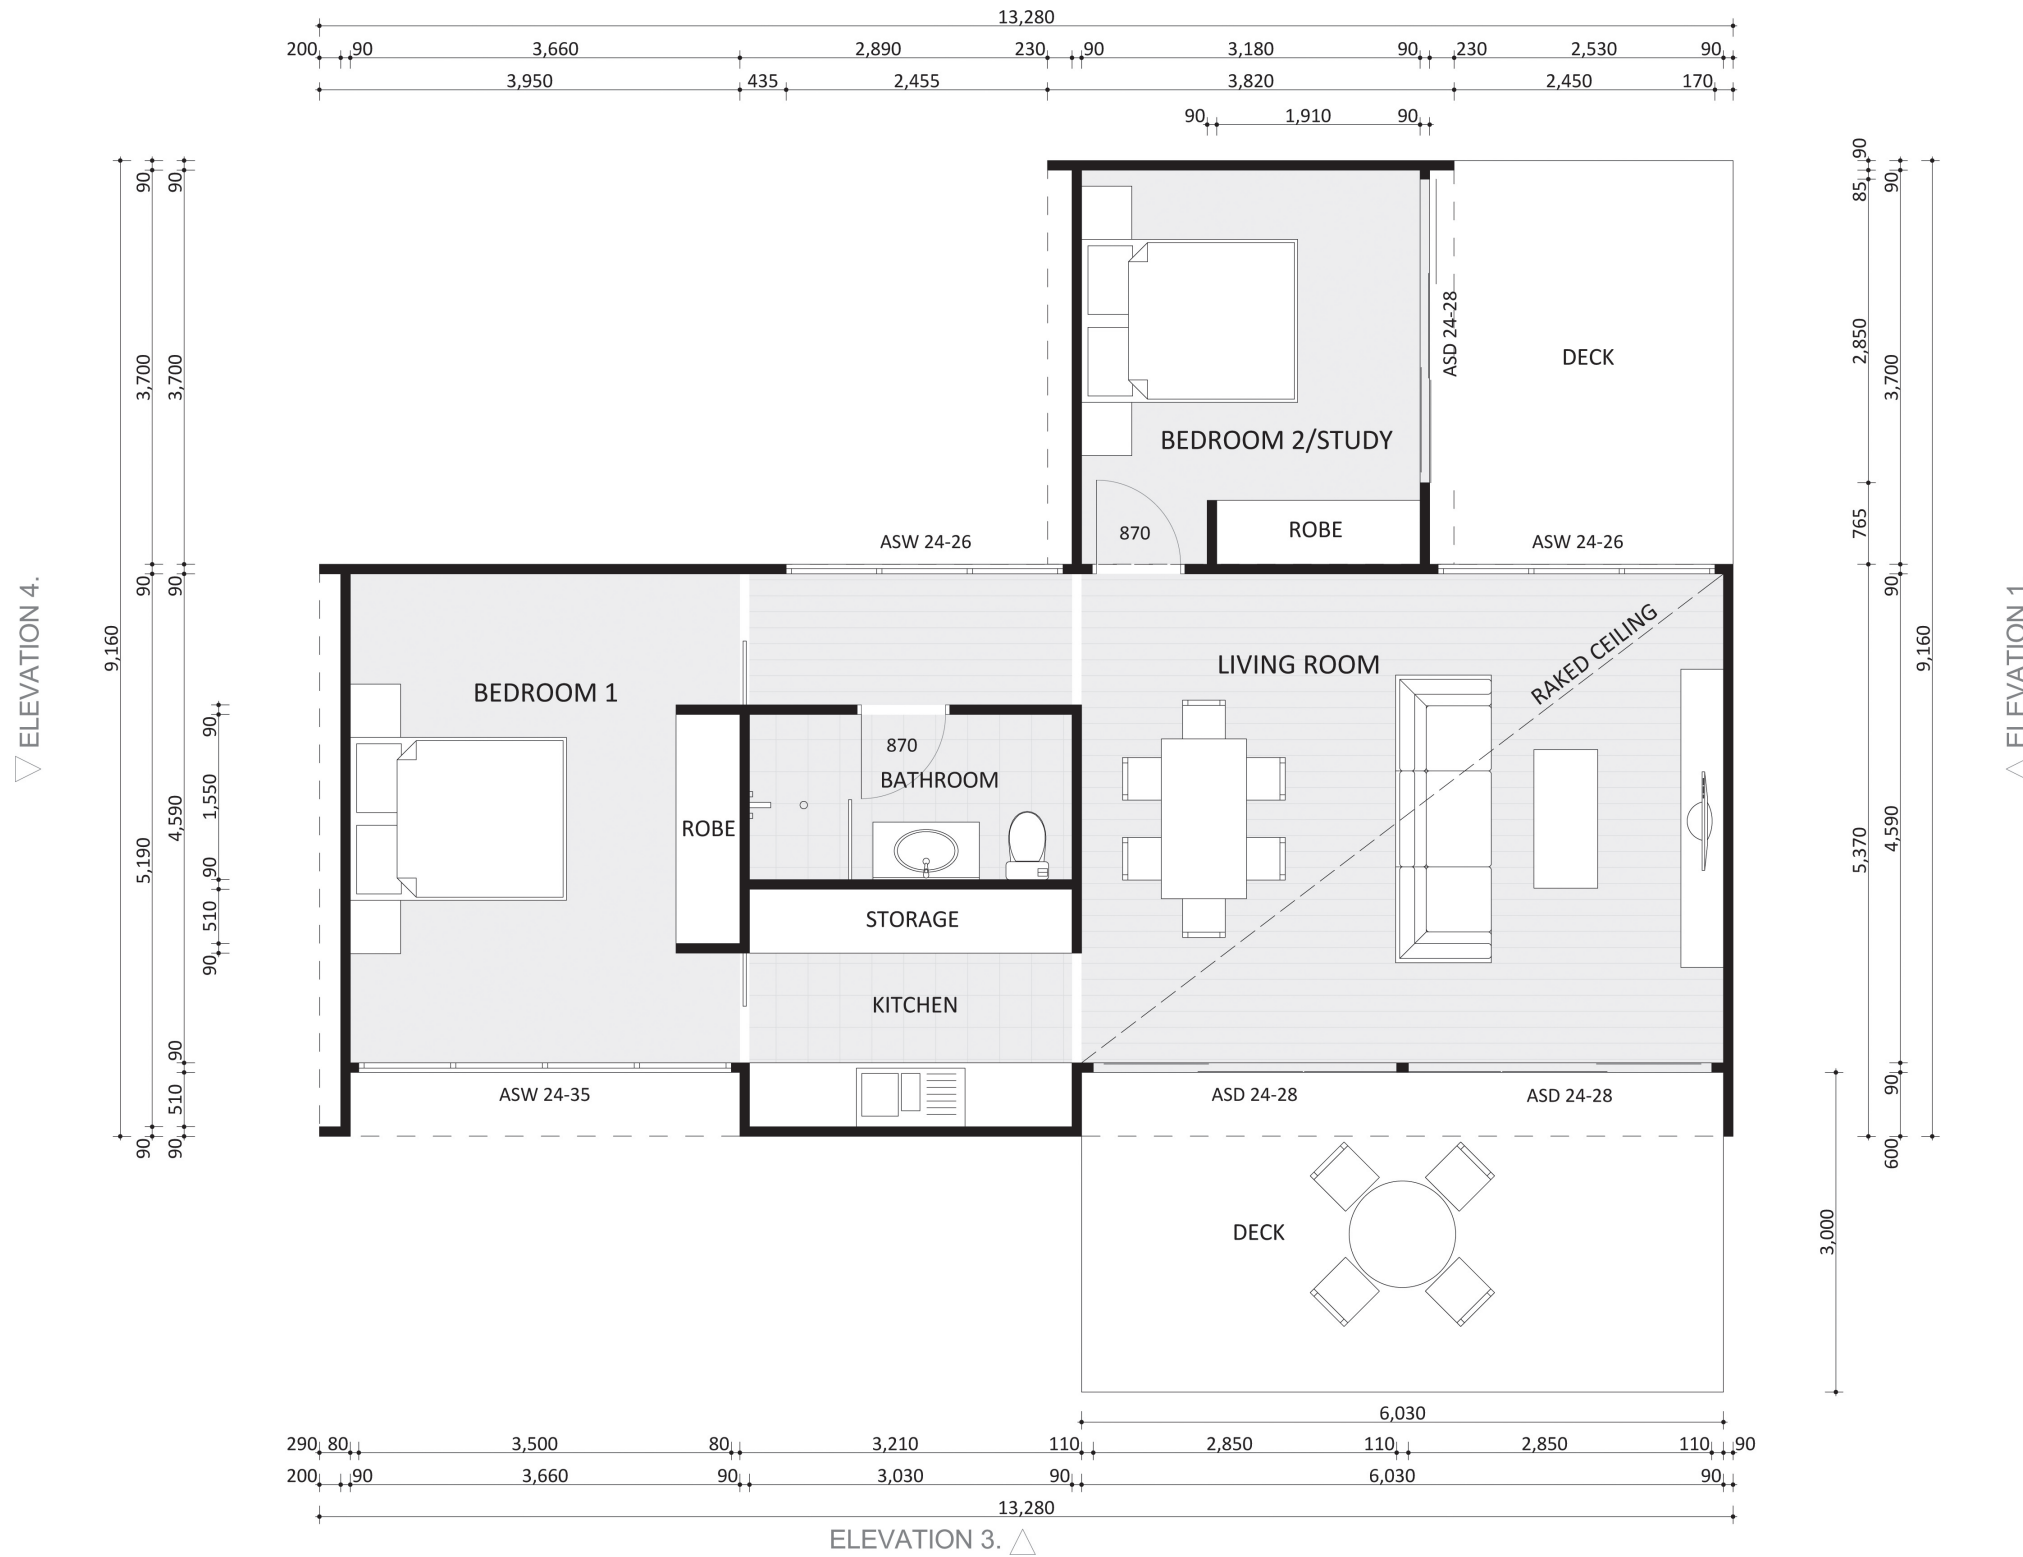 13,280
200 90 3,660 2,890 230 90 3,180 90 230 2,530 90
3,950 435 2,455 3,820 2,450 170
90 1,910 90
90 3,700 90 5,190 90
90 3,700 90 4,590 90 510 90
9,160
90 1,550 90 510 90
90 85 2,850 765 5,370
90 3,700 90 4,590 90 600
9,160
3,000
ELEVATION 4.
ELEVATION 1
ASD 24-28
DECK
BEDROOM 2/STUDY
870
ROBE
ASW 24-26
ASW 24-26
RAKED CEILING
LIVING ROOM
BEDROOM 1
870
BATHROOM
ROBE
STORAGE
KITCHEN
ASW 24-35
ASD 24-28
ASD 24-28
DECK
6,030
290 80 3,500 80 3,210 110 2,850 110 2,850 110 90
200 90 3,660 90 3,030 90 6,030 90
13,280
ELEVATION 3.